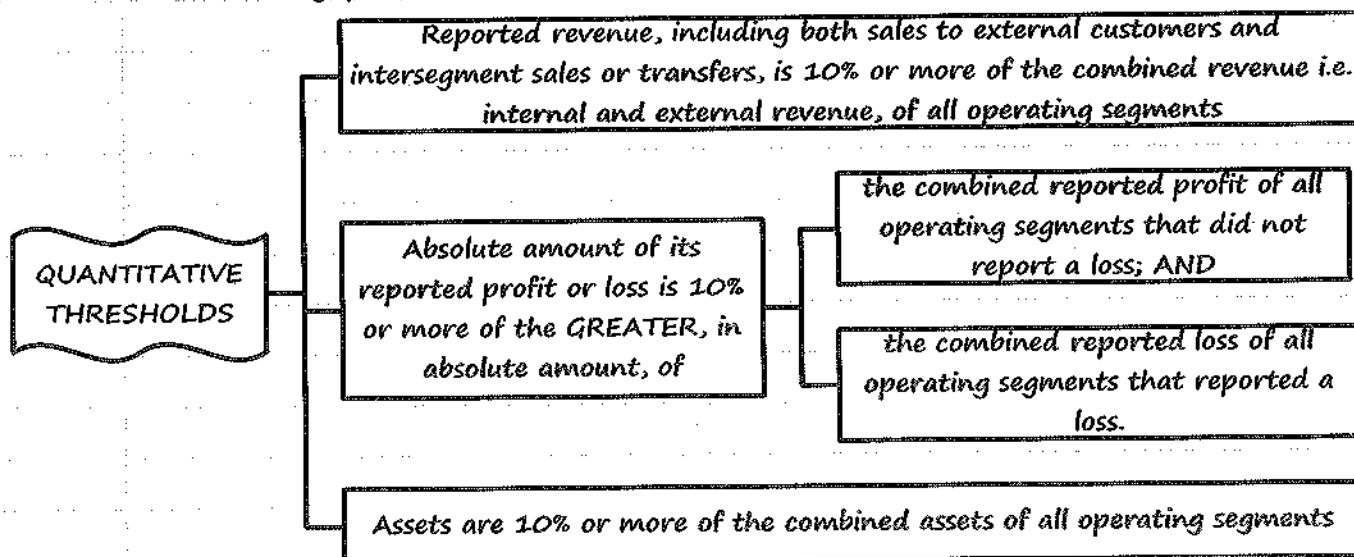 Reported revenue, including both sales to external customers and
intersegment sales or transfers, is 10% or more of the combined revenue i.e.
internal and external revenue, of all operating segments
QUANTITATIVE
THRESHOLDS
Absolute amount of its
reported profit or loss is 10%
or more of the GREATER, in
absolute amount, of
the combined reported profit of all
operating segments that did not
report a loss; AND
the combined reported loss of all
operating segments that reported a
loss.
Assets are 10% or more of the combined assets of all operating segments